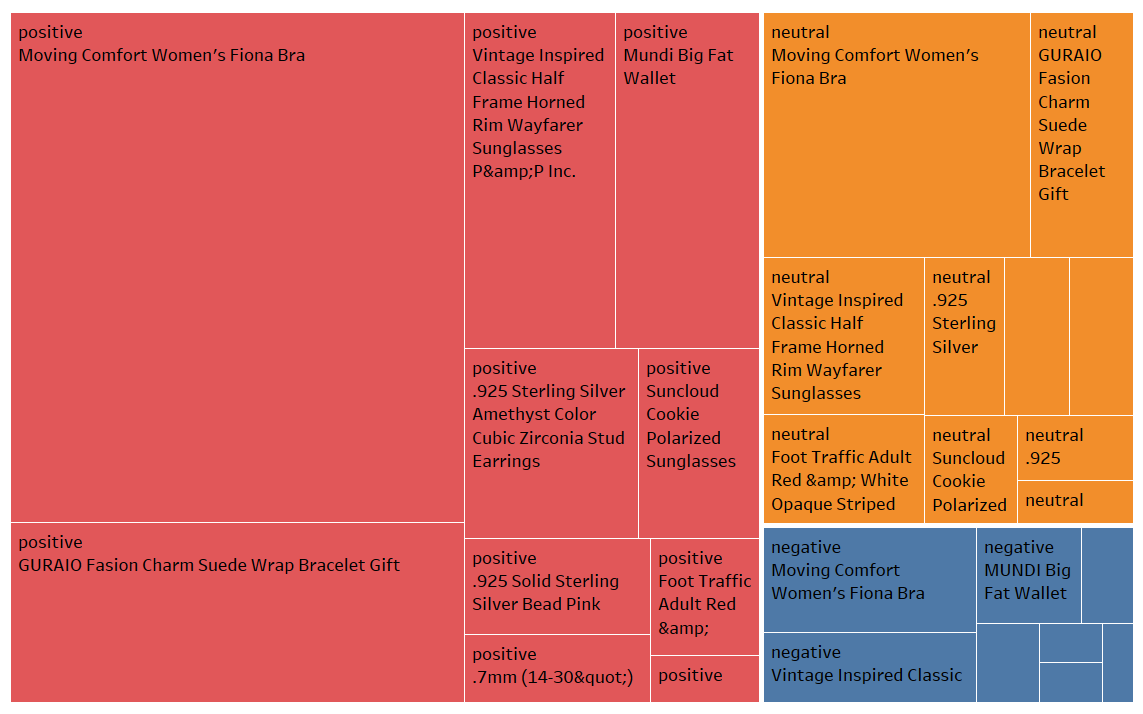 positive
Moving Comfort Women's Fiona Bra
positive
GURAIO Fasion Charm Suede Wrap Bracelet Gift
positive
Vintage Inspired
Classic Half
Frame Horned
Rim Wayfarer
Sunglasses
P&amp;P Inc.
positive
Mundi Big Fat
Wallet
positive
.925 Sterling Silver
Amethyst Color
Cubic Zirconia Stud
Earrings
positive
Suncloud
Cookie
Polarized
Sunglasses
positive
.925 Solid Sterling
Silver Bead Pink
positive
Foot Traffic
Adult Red
&amp;
positive
.7mm (14-30&quot;)
positive
neutral
Moving Comfort Women's
Fiona Bra
neutral
GURAIO
Fasion
Charm
Suede
Wrap
Bracelet
Gift
neutral
Vintage Inspired
Classic Half
Frame Horned
Rim Wayfarer
Sunglasses
neutral
.925
Sterling
Silver
neutral
Foot Traffic Adult
Red &amp; White
Opaque Striped
neutral
Suncloud
Cookie
Polarized
neutral
.925
neutral
negative
Moving Comfort
Women's Fiona Bra
negative
MUNDI Big
Fat Wallet
negative
Vintage Inspired Classic